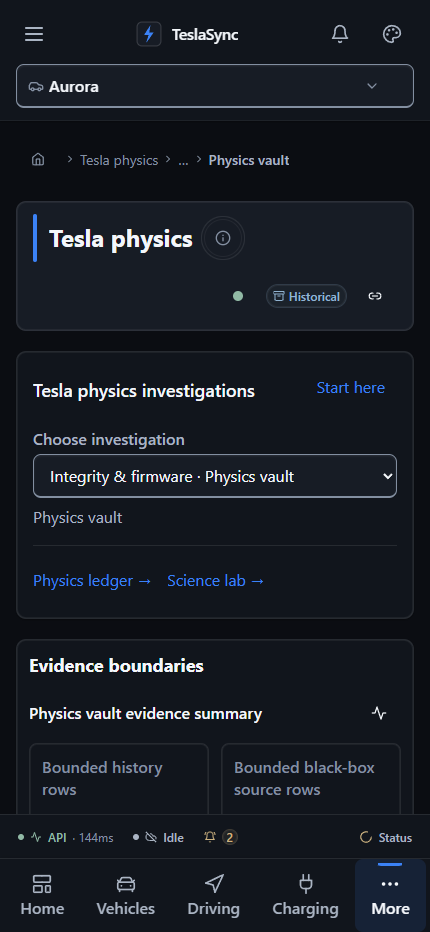 TeslaSync
Aurora
Tesla physics
...
Physics vault
Tesla physics
Historical
Tesla physics investigations
Start here
Choose investigation
Integrity & firmware · Physics vault
Physics vault
Physics ledger →
Science lab →
Evidence boundaries
Physics vault evidence summary
Bounded history
rows
Bounded black-box
source rows
API · 144ms
Idle
2
Status
Home
Vehicles
Driving
Charging
More